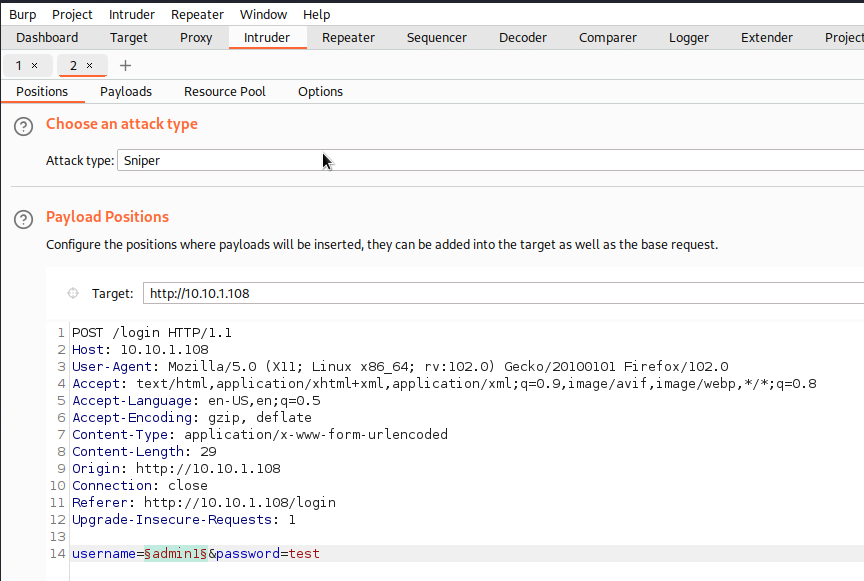 Burp Project Intruder Repeater Window Help
Dashboard Target Proxy Intruder Repeater Sequencer Decoder Comparer Logger Extender Project
1 × 2 × +
Positions Payloads Resource Pool Options
? Choose an attack type
Attack type: Sniper
? Payload Positions
Configure the positions where payloads will be inserted, they can be added into the target as well as the base request.
Target: http://10.10.1.108
1 POST /login HTTP/1.1
2 Host: 10.10.1.108
3 User-Agent: Mozilla/5.0 (X11; Linux x86_64; rv:102.0) Gecko/20100101 Firefox/102.0
4 Accept: text/html,application/xhtml+xml,application/xml;q=0.9,image/avif,image/webp,*/*;q=0.8
5 Accept-Language: en-US,en;q=0.5
6 Accept-Encoding: gzip, deflate
7 Content-Type: application/x-www-form-urlencoded
8 Content-Length: 29
9 Origin: http://10.10.1.108
10 Connection: close
11 Referer: http://10.10.1.108/login
12 Upgrade-Insecure-Requests: 1
13
14 username=§admin1§&password=test